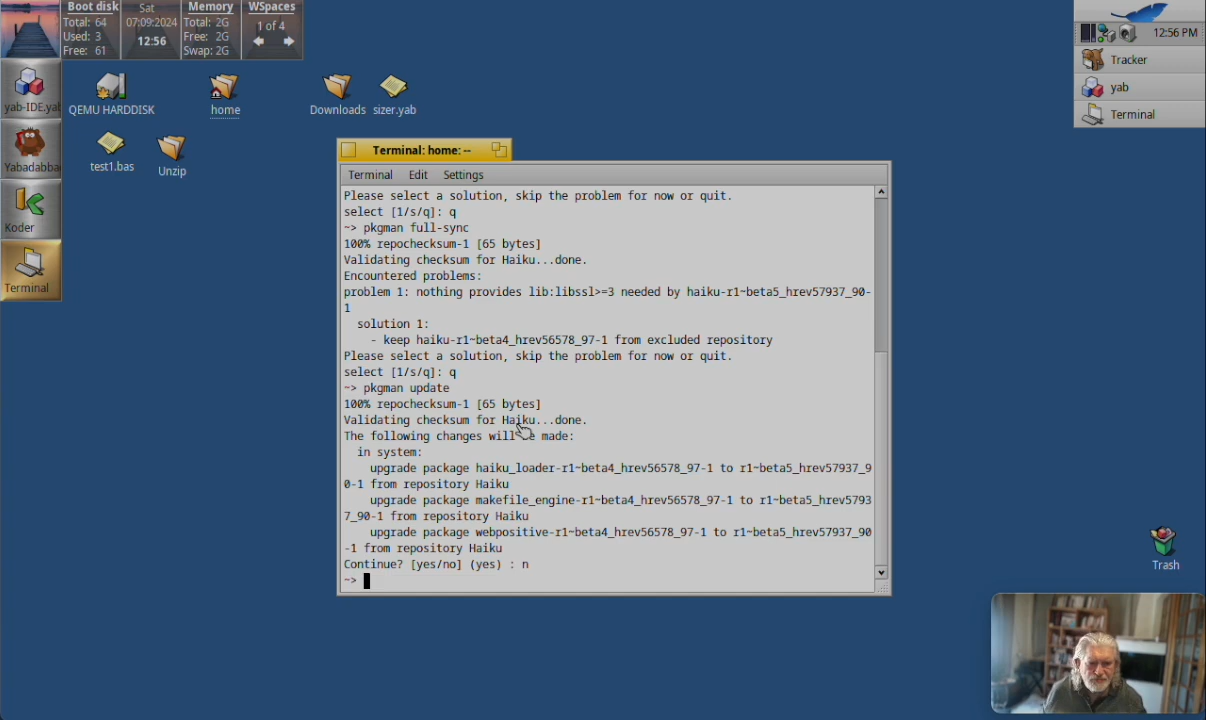 Boot disk
Total: 64
Used: 3
Free: 61
Sat
07:09:2024
12:56
Memory
Total: 2G
Free: 2G
Swap: 2G
WSpaces
1 of 4
12:56 PM
Tracker
yab
Terminal
yab-IDE.yab
Yabadabba
Koder
Terminal
QEMU HARDDISK
home
Downloads
sizer.yab
test1.bas
Unzip
Terminal: home: --
Terminal Edit Settings
Please select a solution, skip the problem for now or quit.
select [1/s/q]: q
~> pkgman full-sync
100% repochecksum-1 [65 bytes]
Validating checksum for Haiku...done.
Encountered problems:
problem 1: nothing provides lib:libssl>=3 needed by haiku-r1~beta5_hrev57937_90-
1
solution 1:
- keep haiku-r1~beta4_hrev56578_97-1 from excluded repository
Please select a solution, skip the problem for now or quit.
select [1/s/q]: q
~> pkgman update
100% repochecksum-1 [65 bytes]
Validating checksum for Haiku...done.
The following changes will be made:
in system:
upgrade package haiku_loader-r1~beta4_hrev56578_97-1 to r1~beta5_hrev57937_9
0-1 from repository Haiku
upgrade package makefile_engine-r1~beta4_hrev56578_97-1 to r1~beta5_hrev5793
7_90-1 from repository Haiku
upgrade package webpositive-r1~beta4_hrev56578_97-1 to r1~beta5_hrev57937_90
-1 from repository Haiku
Continue? [yes/no] (yes) : n
~>
Trash